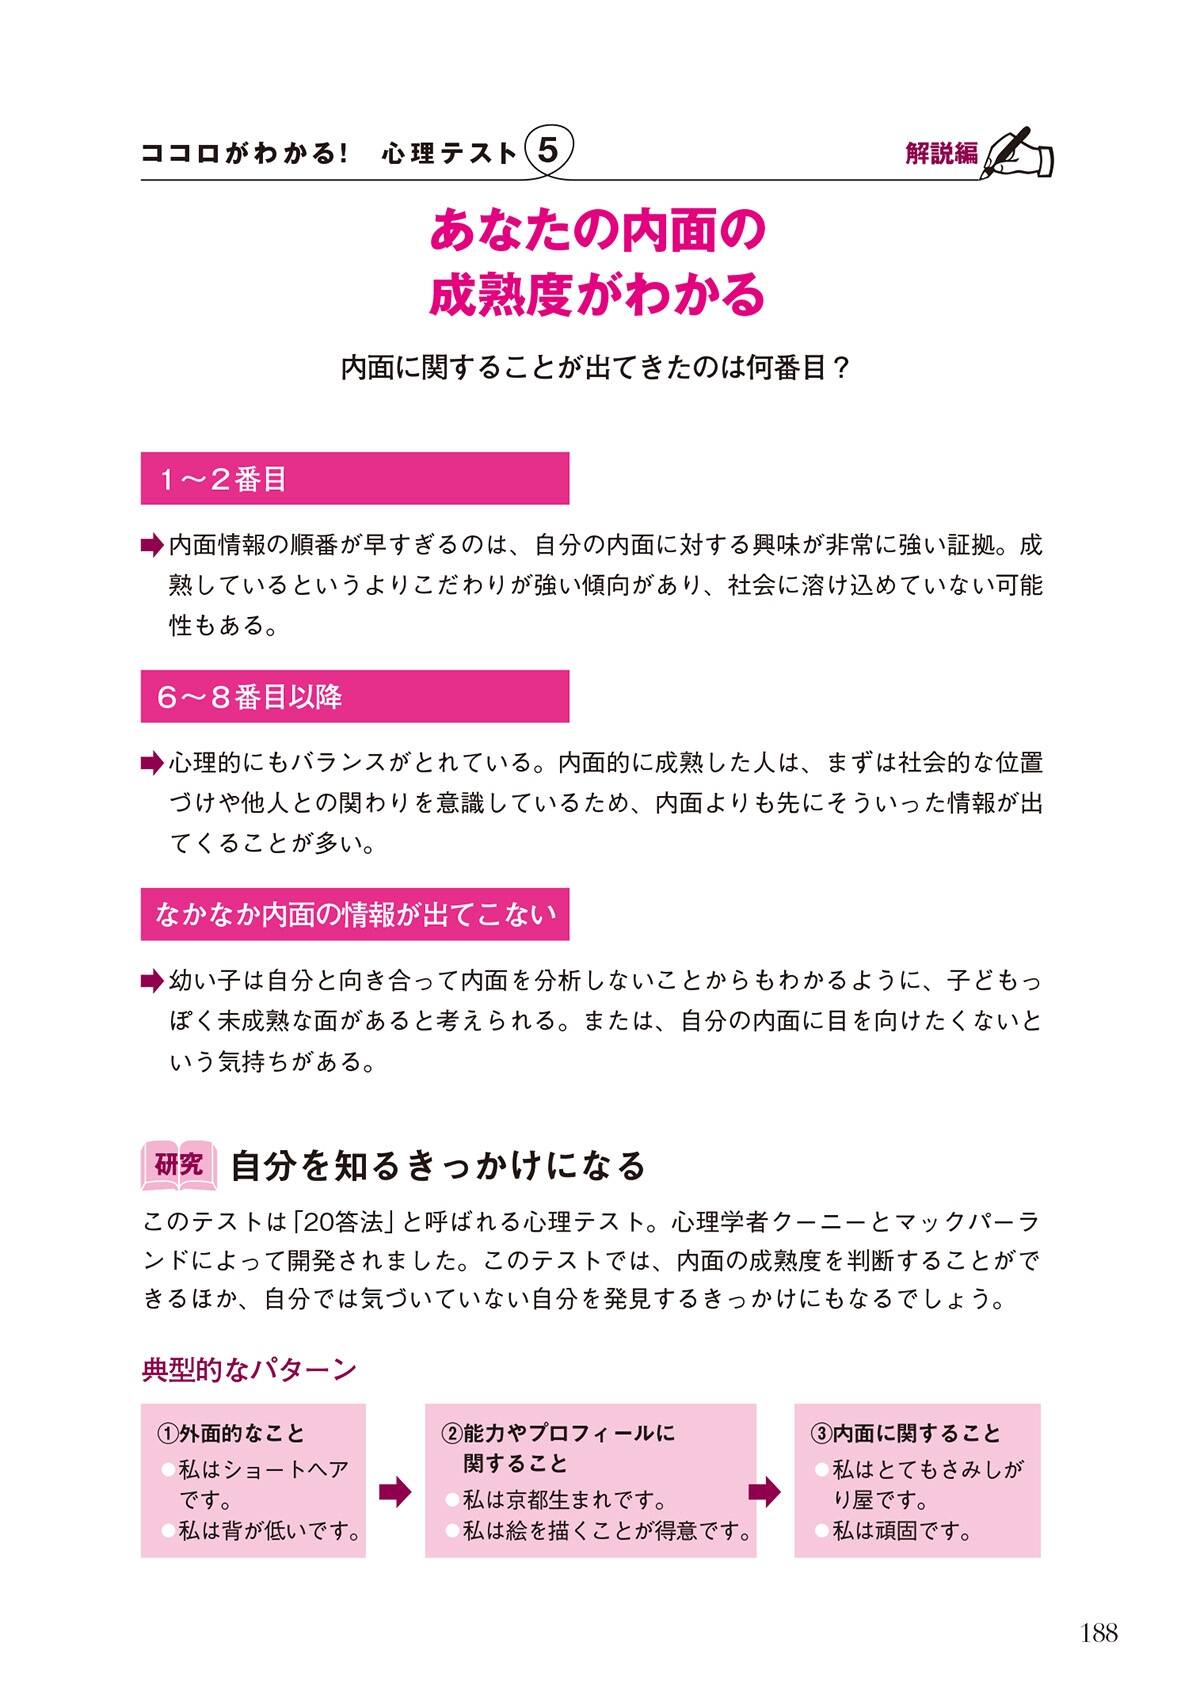 ココロがわかる！　心理テスト⑤
解説編
あなたの内面の
成熟度がわかる
内面に関することが出てきたのは何番目？
1～2番目
内面情報の順番が早すぎるのは、自分の内面に対する興味が非常に強い証拠。成
熟しているというよりこだわりが強い傾向があり、社会に溶け込めていない可能
性もある。
6～8番目以降
心理的にもバランスがとれている。内面的に成熟した人は、まずは社会的な位置
づけや他人との関わりを意識しているため、内面よりも先にそういった情報が出
てくることが多い。
なかなか内面の情報が出てこない
幼い子は自分と向き合って内面を分析しないことからもわかるように、子どもっ
ぽく未成熟な面があると考えられる。または、自分の内面に目を向けたくないと
いう気持ちがある。
研究 自分を知るきっかけになる
このテストは「20答法」と呼ばれる心理テスト。心理学者クーニーとマックパーラ
ンドによって開発されました。このテストでは、内面の成熟度を判断することがで
きるほか、自分では気づいていない自分を発見するきっかけにもなるでしょう。
典型的なパターン
①外面的なこと
●私はショートヘア
です。
●私は背が低いです。
②能力やプロフィールに
関すること
●私は京都生まれです。
●私は絵を描くことが得意です。
③内面に関すること
●私はとてもさみしが
り屋です。
●私は頑固です。
188